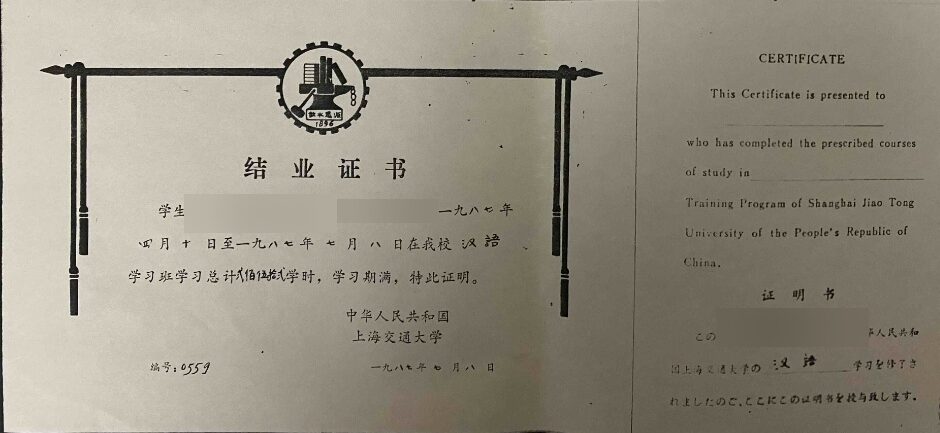 饮水思源
1896
结业证书
学生 一九八七年
四月十日至一九八七年七月八日在我校汉语
学习班学习总计贰佰伍拾贰学时，学习期满，特此证明。
中华人民共和国
上海交通大学
编号：0559
一九八七年七月八日
CERTIFICATE
This Certificate is presented to
who has completed the prescribed courses
of study in
Training Program of Shanghai Jiao Tong
University of the People's Republic of
China.
证明书
この 华人民共和
国上海交通大学の 汉语 学习を修了さ
れましたので、ここにこの证明书を授与致します。